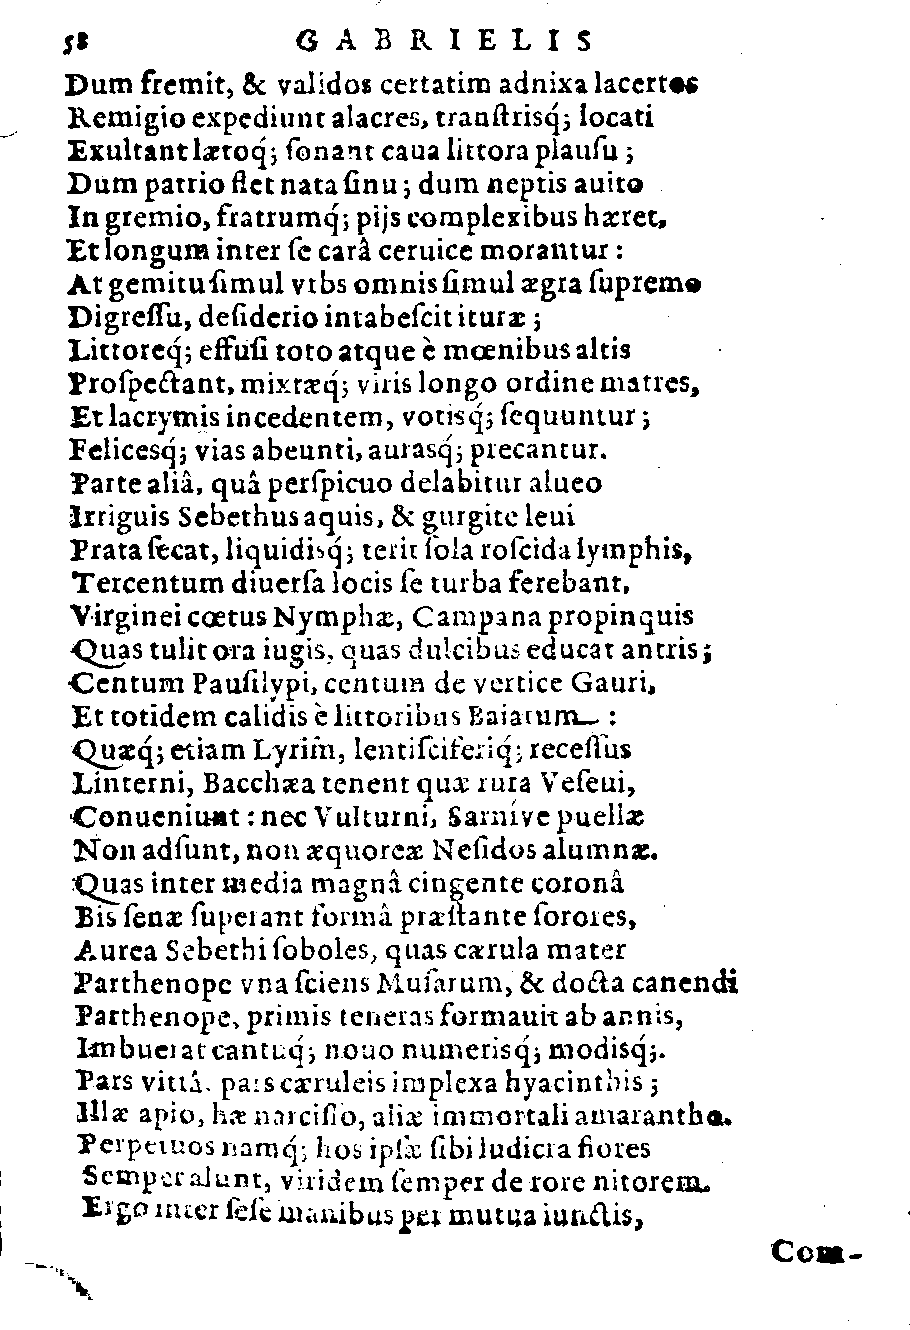 58 GABRIELIS
Dum fremit, & validos certatim adnixa lacertos
Remigio expediunt alacres, tranſtrisq́; locati
Exultant lætoq́; ſonant caua littora plauſu ;
Dum patrio flet nata ſinu ; dum neptis auito
In gremio, fratrumq́; pijs complexibus hæret,
Et longum inter ſe carâ ceruice morantur :
At gemitu ſimul vrbs omnis ſimul ægra ſupremo
Digreſſu, deſiderio intabeſcit ituræ ;
Littoreq́; effuſi toto atque è mœnibus altis
Proſpectant, mixtæq́; viris longo ordine matres,
Et lacrymis incedentem, votisq́; ſequuntur ;
Felicesq́; vias abeunti, aurasq́; precantur.
Parte aliâ, quâ perſpicuo delabitur alueo
Irriguis Sebethus aquis, & gurgite leui
Prata ſecat, liquidisq́; terit ſola roſcida lymphis,
Tercentum diuerſa locis ſe turba ferebant,
Virginei cœtus Nymphæ, Campana propinquis
Quas tulit ora iugis, quas dulcibus educat antris ;
Centum Pauſilypi, centum de vertice Gauri,
Et totidem calidis è littoribus Baiarum :
Quæq́; etiam Lyrim, lentiſciferiq́; receſſus
Linterni, Bacchæa tenent quæ rura Veſeui,
Conueniunt : nec Vulturni, Sarnive puellæ
Non adſunt, non æquoreæ Neſidos alumnæ.
Quas inter media magnâ cingente coronâ
Bis ſenæ ſuperant formâ præſtante ſorores,
Aurea Sebethi ſoboles, quas cærula mater
Parthenope vna ſciens Muſarum, & docta canendi
Parthenope, primis teneras formauit ab annis,
Imbuerat cantuq́; nouo numerisq́; modisq́;.
Pars vittâ, pars cæruleis implexa hyacinthis ;
Illæ apio, hæ narciſſo, aliæ immortali amarantho.
Perpetuos namq́; hos ipſæ ſibi ludicra flores
Semper alunt, viridem ſemper de rore nitorem.
Ergo inter ſeſe manibus per mutua iunctis,
Com-